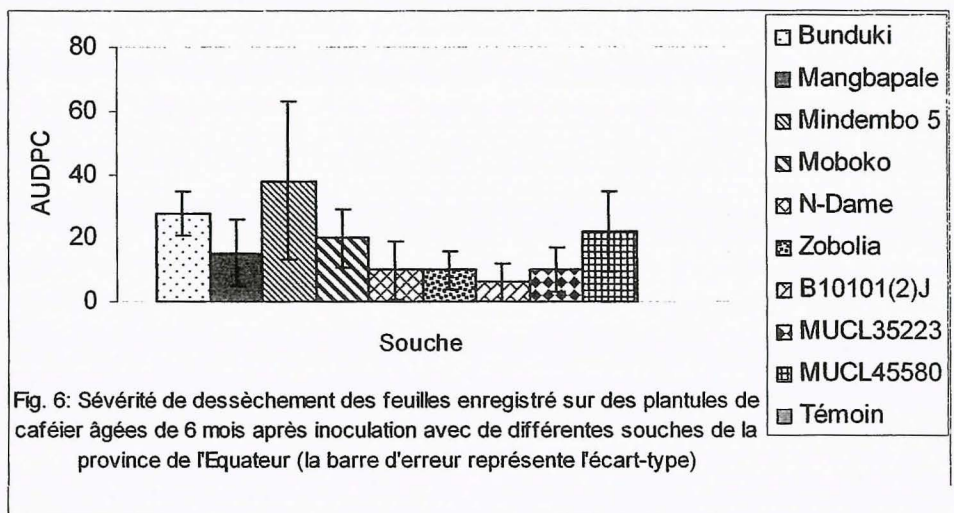 80
60
40
20
0
AUDPC
Souche
Bunduki
Mangbapale
Mindembo 5
Moboko
N-Dame
Zobolia
B10101(2)J
MUCL35223
MUCL45580
Témoin
Fig. 6: Sévérité de dessèchement des feuilles enregistré sur des plantules de
caféier âgées de 6 mois après inoculation avec de différentes souches de la
province de l'Equateur (la barre d'erreur représente l'écart-type)